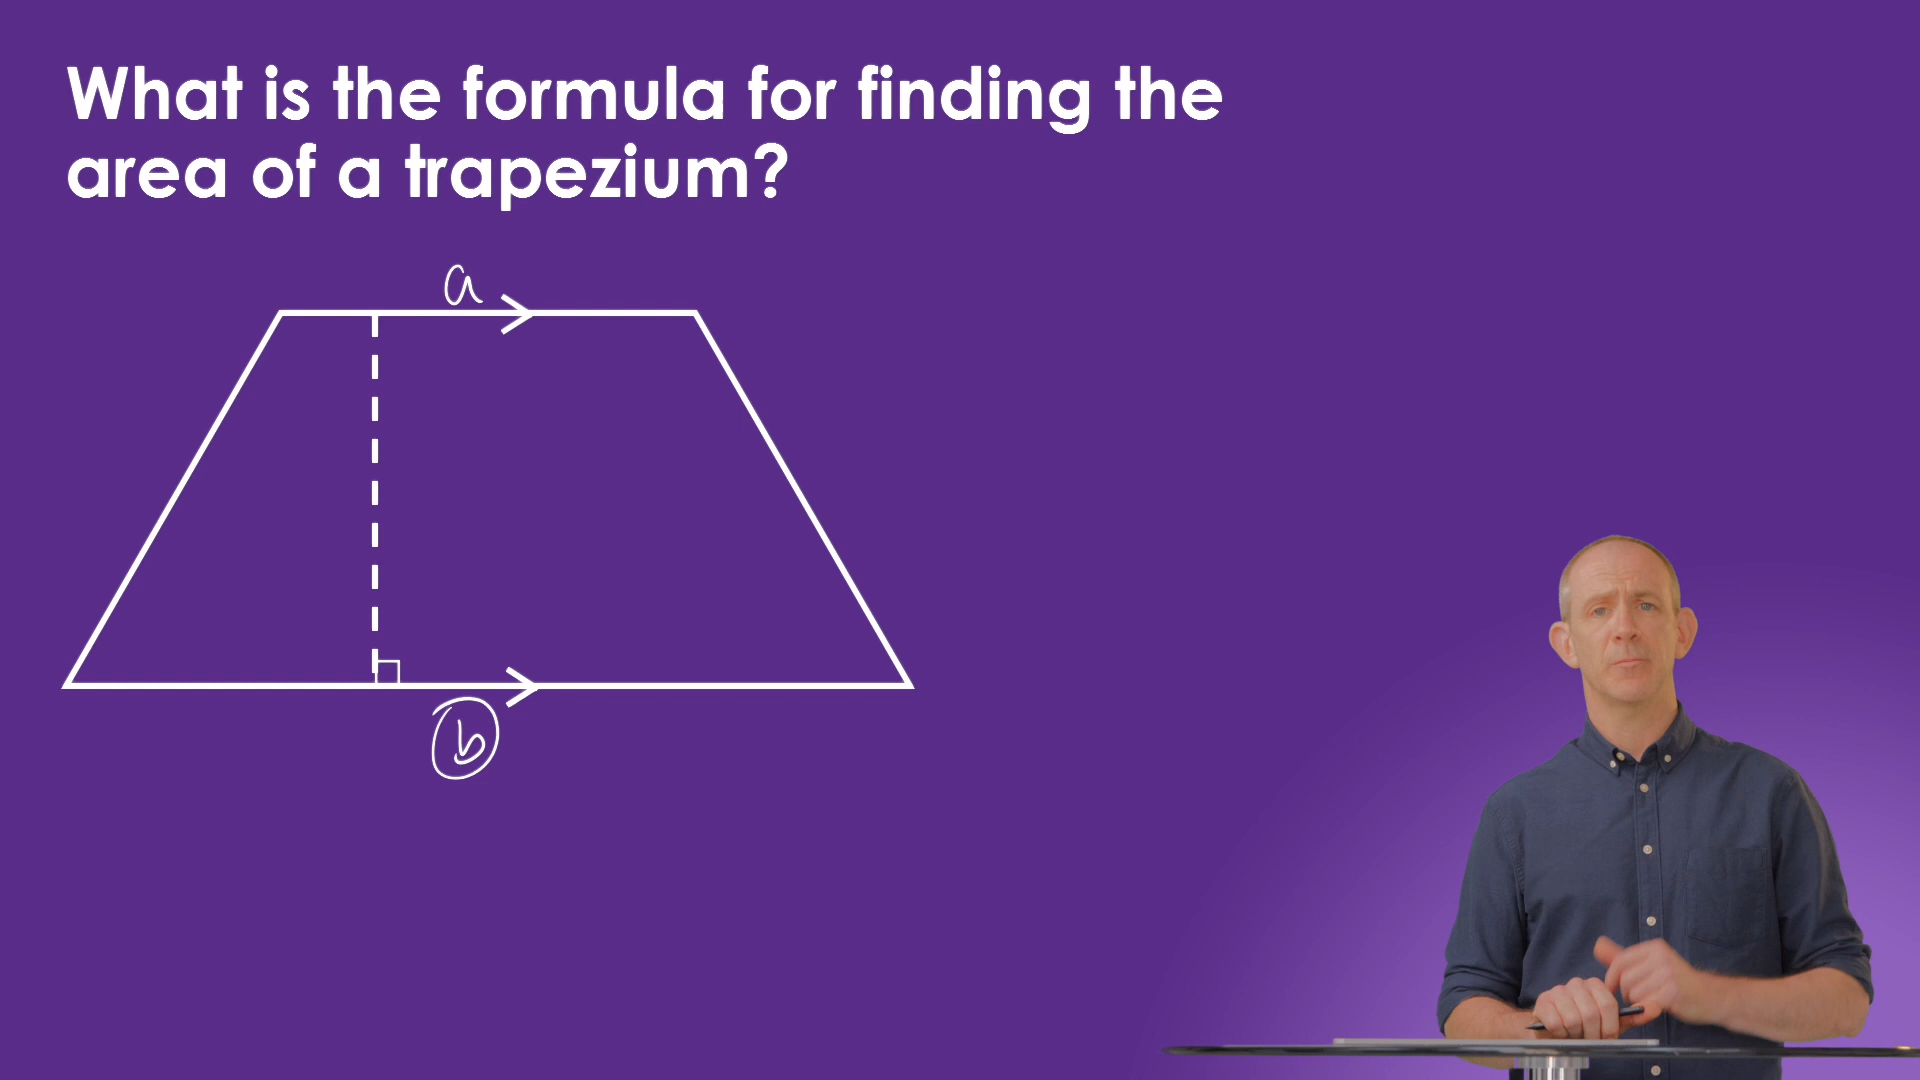 What is the formula for finding the
area of a trapezium?
a
b